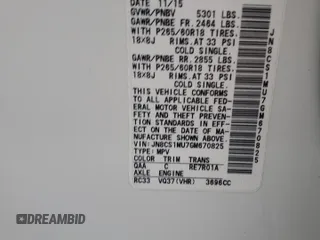 DATE 11/15
GVWR/PNBV 5301 LBS.
GAWR/PNBE FR. 2464 LBS.
WITH P265/60R18 TIRES.
18x8J RIMS.AT 33 PSI
COLD SINGLE.
GAWR/PNBE RR. 2855 LBS.
WITH P265/60R18 TIRES.
18x8J RIMS.AT 33 PSI
COLD SINGLE.
THIS VEHICLE CONFORMS
TO ALL APPLICABLE FED-
ERAL MOTOR VEHICLE SA-
FETY AND THEFT PREV-
ENTION STANDARDS IN
EFFECT ON THE DATE OF
MANUFACTURE SHOWN ABOVE.
VIN: JN8CS1MU7GM670825
TYPE: MPV
COLOR TRIM TRANS
QAA C RE7R01A
AXLE ENGINE
RC33 VQ37(VHR) 3696CC
DREAMBID